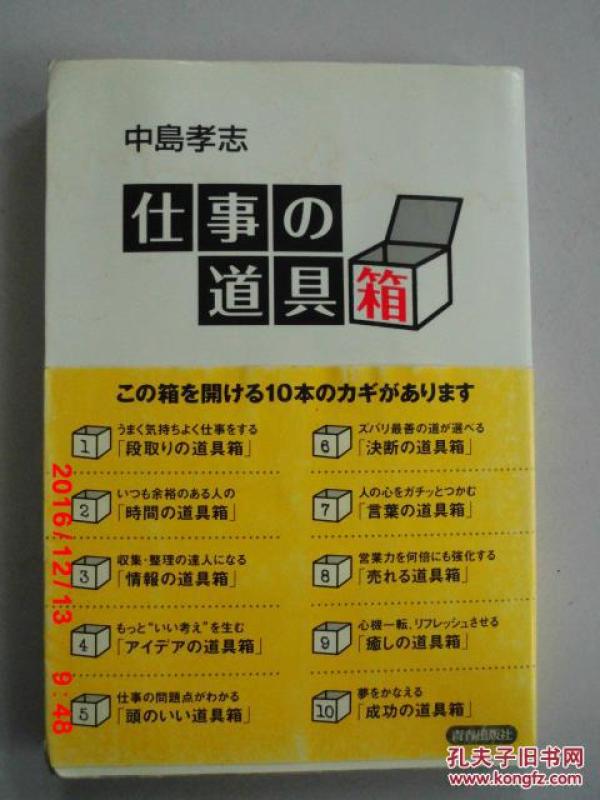 中島孝志
仕事の
道具箱
この箱を開ける10本のカギがあります
1
うまく気持ちよく仕事をする
「段取りの道具箱」
2
いつも余裕のある人の
「時間の道具箱」
3
収集・整理の達人になる
「情報の道具箱」
4
もっと“いい考え”を生む
「アイデアの道具箱」
5
仕事の問題点がわかる
「頭のいい道具箱」
6
ズバリ最善の道が選べる
「決断の道具箱」
7
人の心をガチッとつかむ
「言葉の道具箱」
8
営業力を何倍にも強化する
「売れる道具箱」
9
心機一転、リフレッシュさせる
「癒しの道具箱」
10
夢をかなえる
「成功の道具箱」
青春出版社
2016/12/13 9:48
孔夫子旧书网
www.kongfz.com